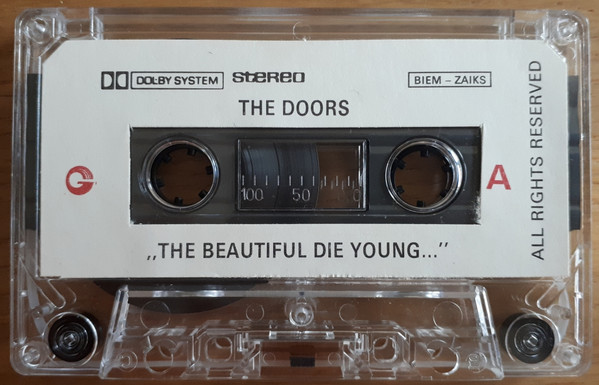 DOLBY SYSTEM stereo BIEM – ZAIKS
THE DOORS
100 50 0
A
„THE BEAUTIFUL DIE YOUNG...”
ALL RIGHTS RESERVED